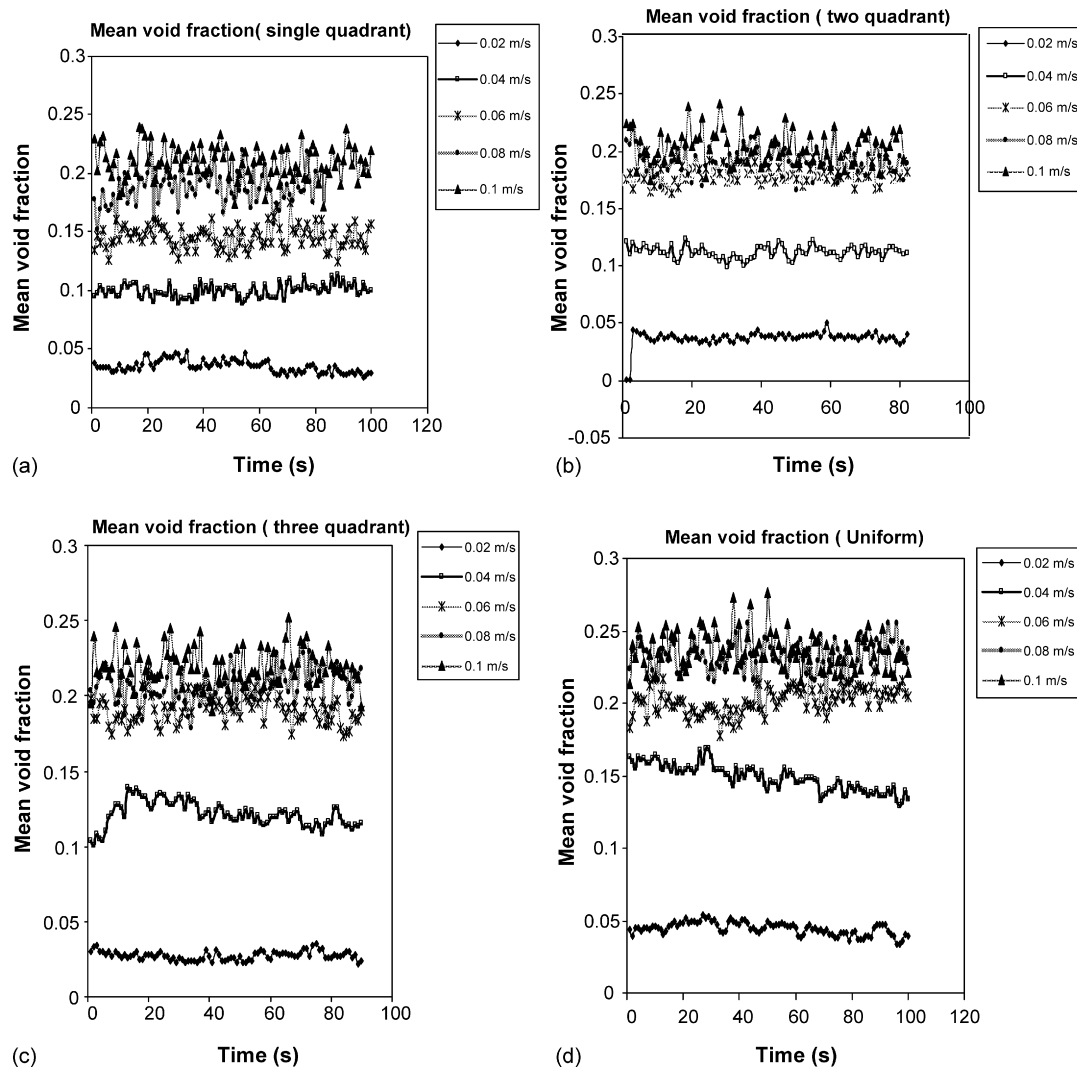 Mean void fraction( single quadrant)
0.3
0.25
0.2
0.15
0.1
0.05
0
0 20 40 60 80 100 120
Mean void fraction
Time (s)
(a)
0.02 m/s
0.04 m/s
0.06 m/s
0.08 m/s
0.1 m/s
Mean void fraction ( two quadrant)
0.3
0.25
0.2
0.15
0.1
0.05
0
-0.05
0 20 40 60 80 100
Mean void fraction
Time (s)
(b)
0.02 m/s
0.04 m/s
0.06 m/s
0.08 m/s
0.1 m/s
Mean void fraction ( three quadrant)
0.3
0.25
0.2
0.15
0.1
0.05
0
0 20 40 60 80 100
Mean void fraction
Time (s)
(c)
0.02 m/s
0.04 m/s
0.06 m/s
0.08 m/s
0.1 m/s
Mean void fraction ( Uniform)
0.3
0.25
0.2
0.15
0.1
0.05
0
0 20 40 60 80 100 120
Mean void fraction
Time (s)
(d)
0.02 m/s
0.04 m/s
0.06 m/s
0.08 m/s
0.1 m/s